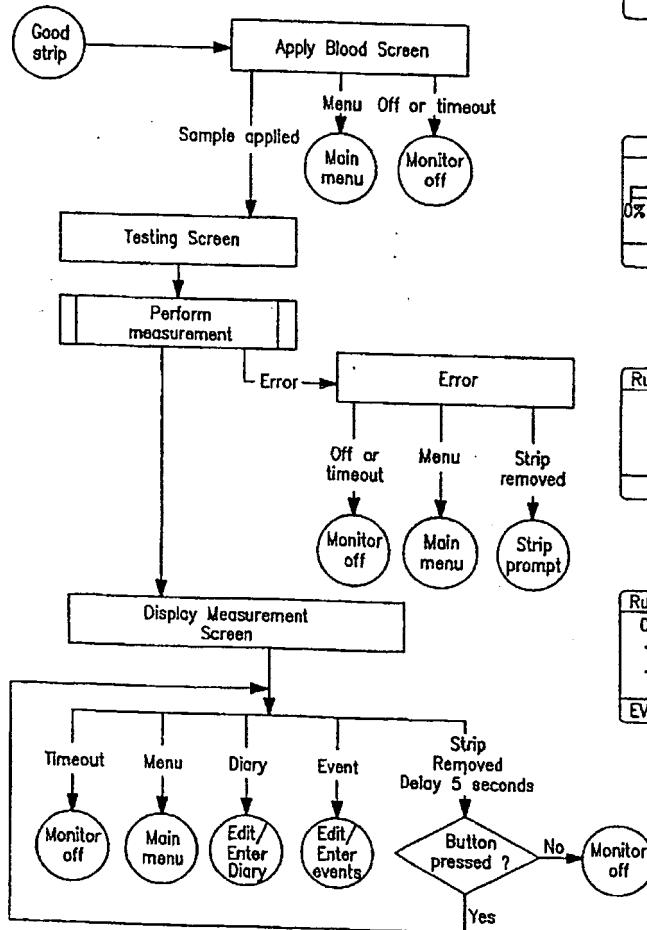 Good
strip
Apply Blood Screen
Menu
Off or timeout
Sample applied
Main
menu
Monitor
off
0%
Testing Screen
Perform
measurement
Error
Error
Ru
Off or
timeout
Menu
Strip
removed
Monitor
off
Main
menu
Strip
prompt
Display Measurement
Screen
Ru
EV
Timeout
Menu
Diary
Event
Strip
Removed
Delay 5 seconds
Monitor
off
Main
menu
Edit/
Enter
Diary
Edit/
Enter
events
Button
pressed ?
No
Monitor
off
Yes